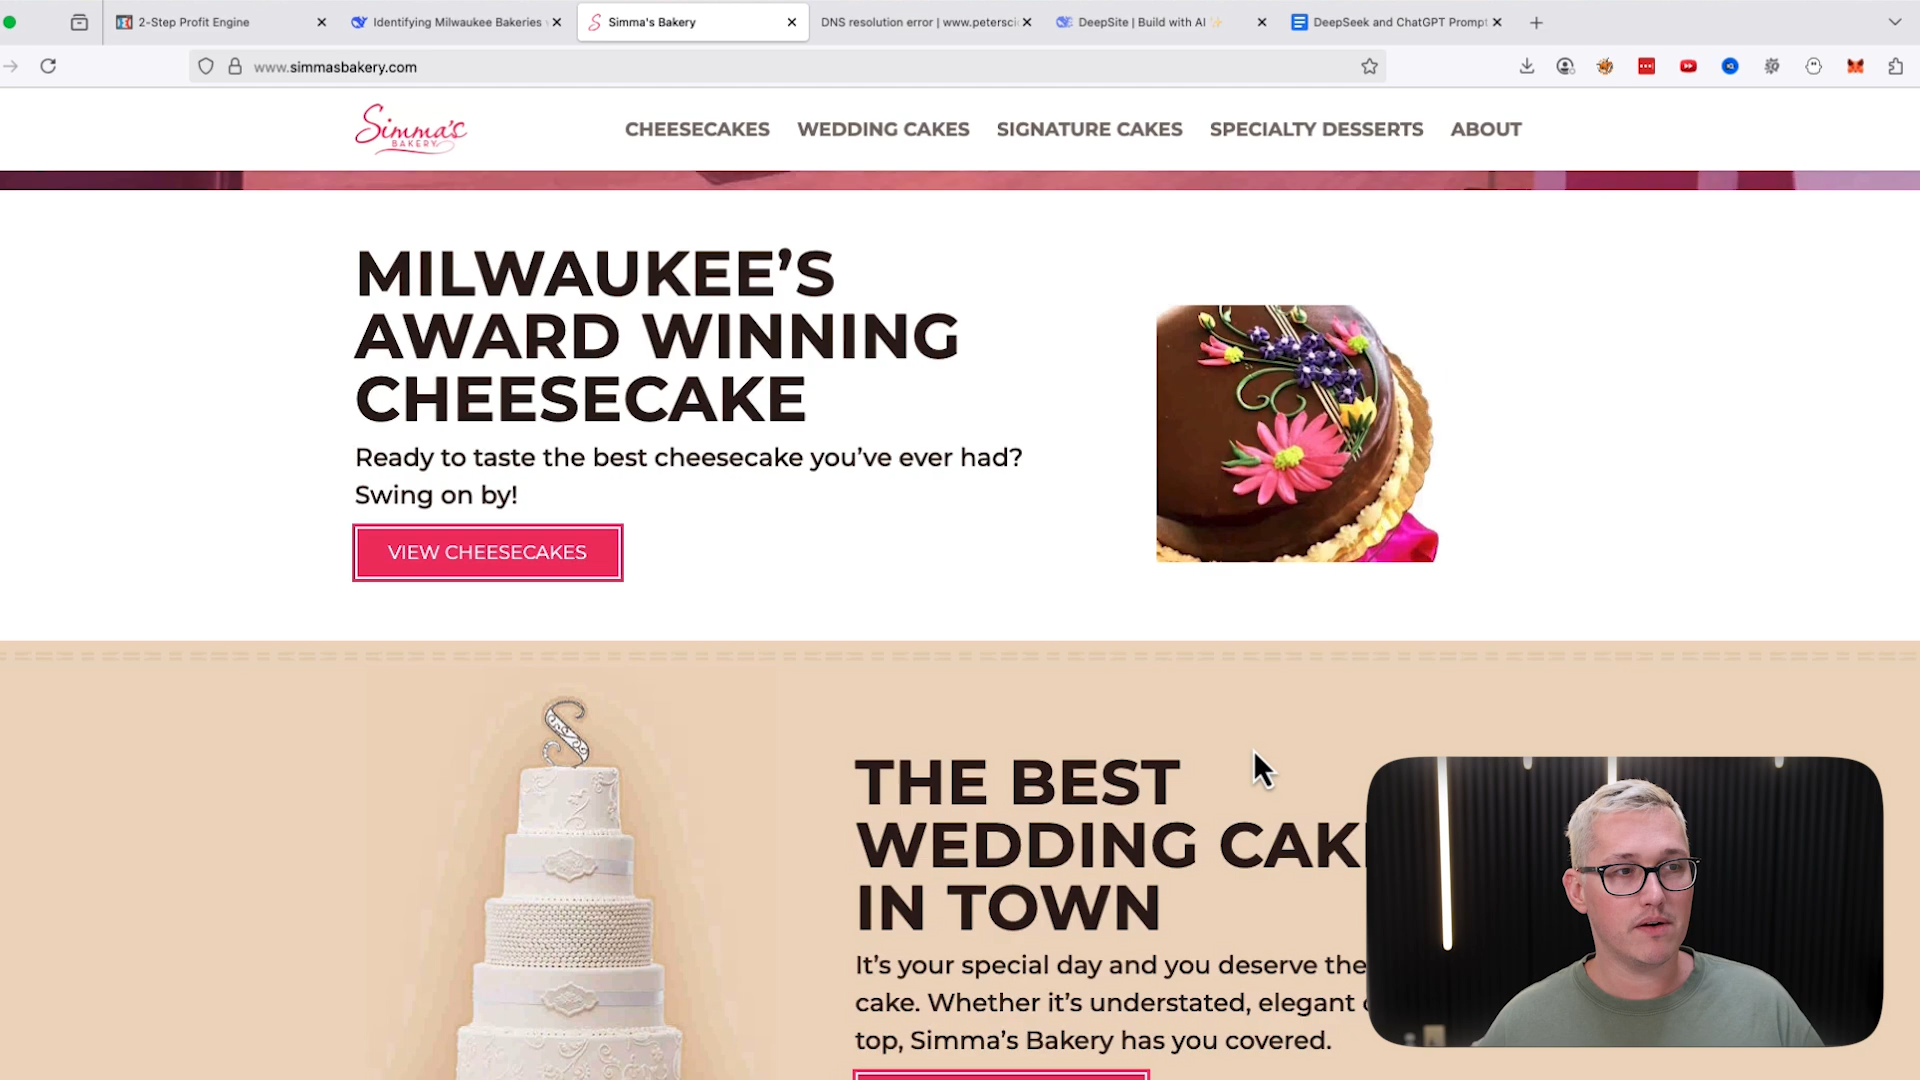 2-Step Profit Engine
Identifying Milwaukee Bakeries
Simma's Bakery
DNS resolution error | www.petersci
DeepSite | Build with AI ✨
DeepSeek and ChatGPT Prompt
www.simmasbakery.com
Simma's
BAKERY
CHEESECAKES
WEDDING CAKES
SIGNATURE CAKES
SPECIALTY DESSERTS
ABOUT
MILWAUKEE’S
AWARD WINNING
CHEESECAKE
Ready to taste the best cheesecake you’ve ever had?
Swing on by!
VIEW CHEESECAKES
S
THE BEST
WEDDING CAK
IN TOWN
It’s your special day and you deserve the
cake. Whether it’s understated, elegant
top, Simma’s Bakery has you covered.